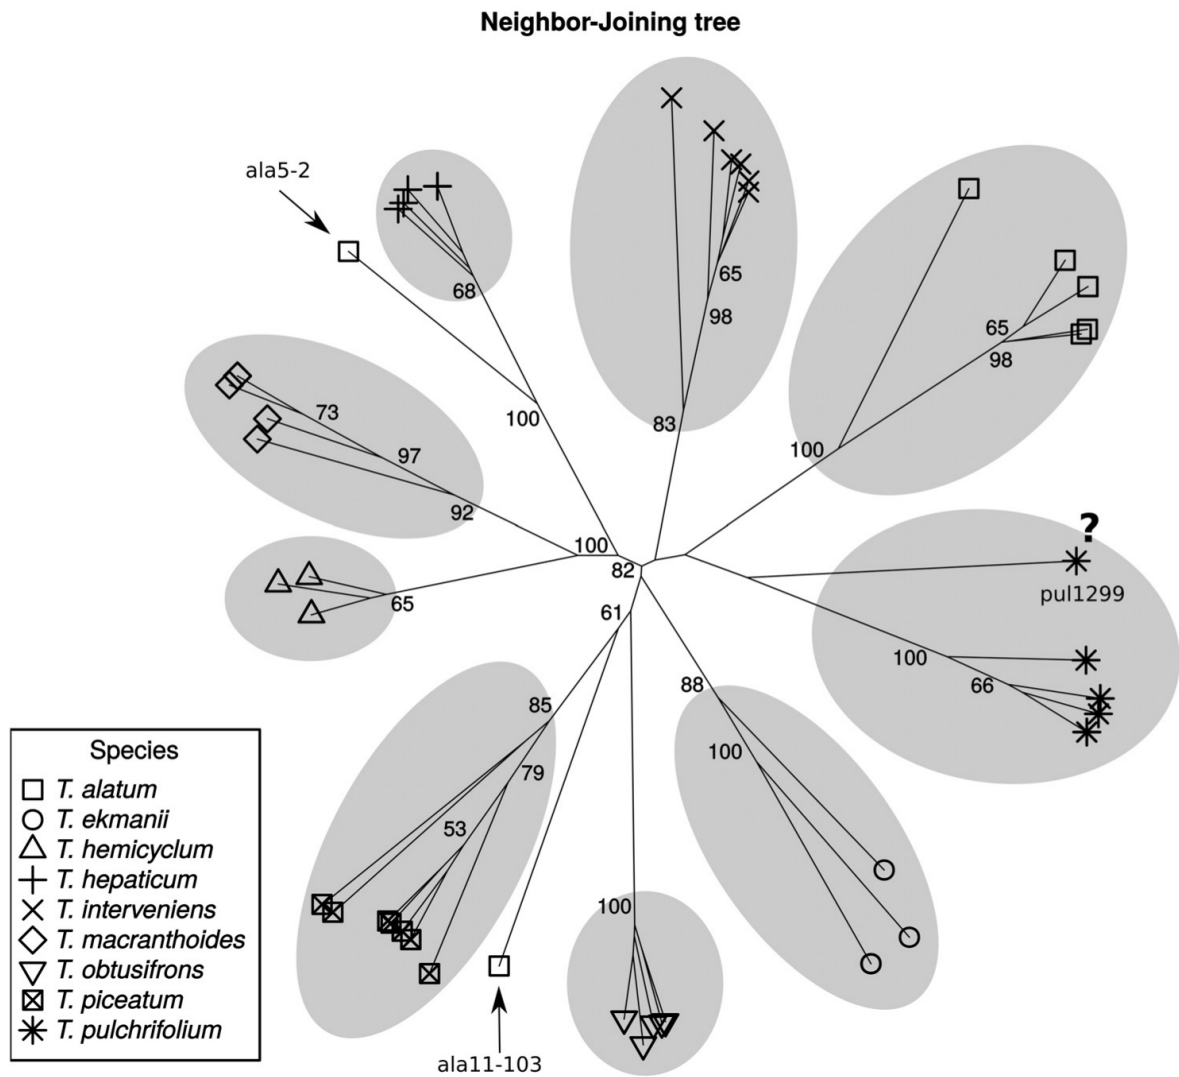 Neighbor-Joining tree
ala5-2
68
65
98
65
98
100
83
100
73
97
92
?
pul1299
100
82
65
61
100
66
88
85
100
79
53
100
ala11-103
Species
T. alatum
T. ekmanii
T. hemicyclum
T. hepaticum
T. interveniens
T. macranthoides
T. obtusifrons
T. piceatum
T. pulchrifolium